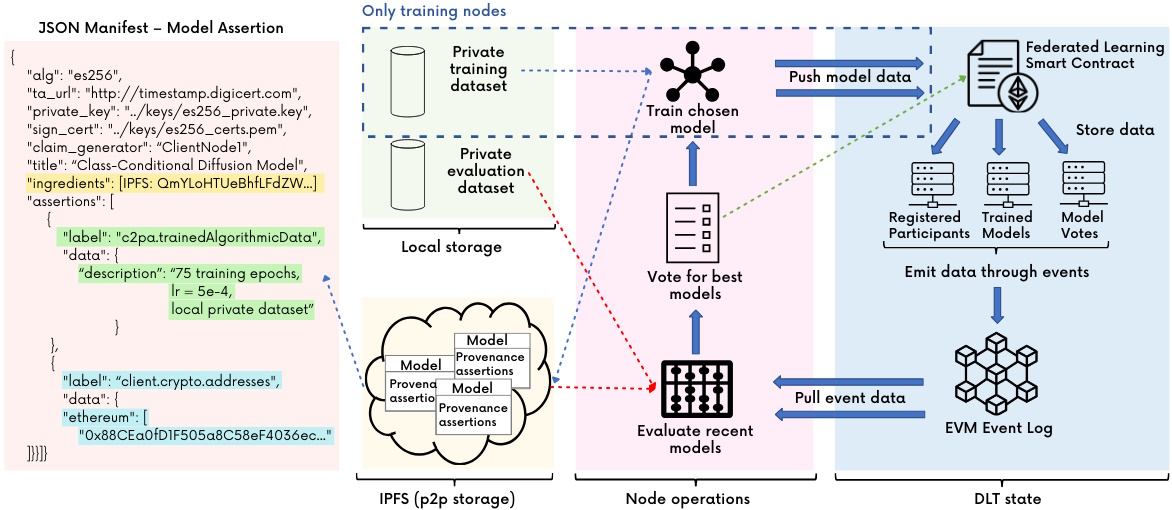 JSON Manifest – Model Assertion
{
"alg": "es256",
"ta_url": "http://timestamp.digicert.com",
"private_key": "../keys/es256_private.key",
"sign_cert": "../keys/es256_certs.pem",
"claim_generator": “ClientNode1",
"title": “Class-Conditional Diffusion Model",
"ingredients": [IPFS: QmYLoHTUeBhfLFdZW...]
"assertions": [
{
"label": "c2pa.trainedAlgorithmicData",
"data": {
“description”: “75 training epochs,
lr = 5e-4,
local private dataset”
}
},
{
"label": “client.crypto.addresses",
"data": {
"ethereum": [
"0x88CEa0fD1F505a8C58eF4036ec..."
]}}]}
Only training nodes
Private
training
dataset
Private
evaluation
dataset
Local storage
Model
Provenance
assertions
Model
Provena
assertio
Model
Provenance
assertions
IPFS (p2p storage)
Train chosen
model
Vote for best
models
Evaluate recent
models
Node operations
Push model data
Pull event data
Federated Learning
Smart Contract
Store data
Registered
Participants
Trained
Models
Model
Votes
Emit data through events
EVM Event Log
DLT state